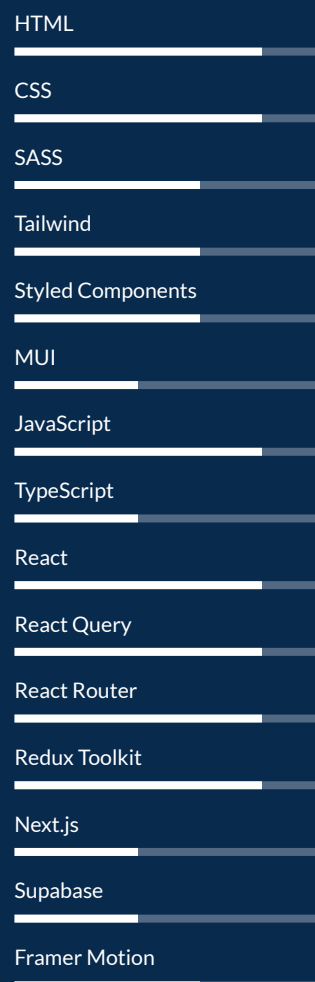 HTML
CSS
SASS
Tailwind
Styled Components
MUI
JavaScript
TypeScript
React
React Query
React Router
Redux Toolkit
Next.js
Supabase
Framer Motion